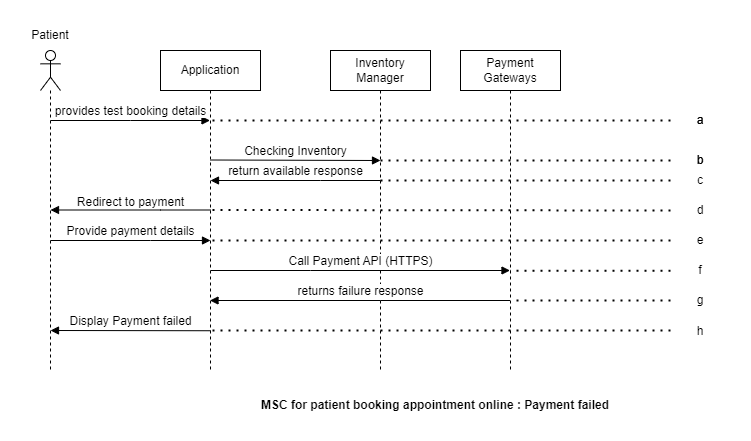 Patient
Application
Inventory
Manager
Payment
Gateways
provides test booking details
a
Checking Inventory
b
return available response
c
Redirect to payment
d
Provide payment details
e
Call Payment API (HTTPS)
f
returns failure response
g
Display Payment failed
h
MSC for patient booking appointment online : Payment failed